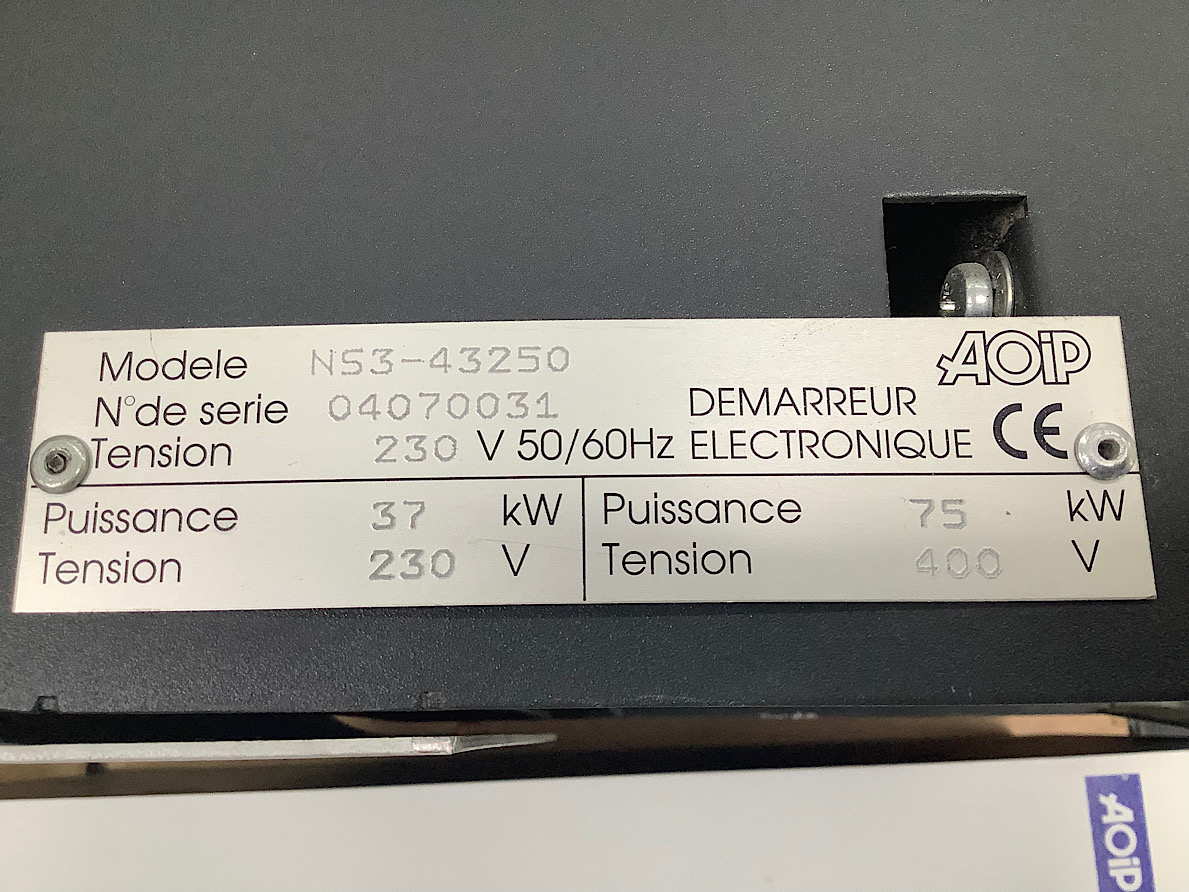 AOiP
Modele NS3-43250
N°de serie 04070031 DEMARREUR
Tension 230 V 50/60Hz ELECTRONIQUE CE
Puissance 37 kW Puissance 75 kW
Tension 230 V Tension 400 V
AOiP